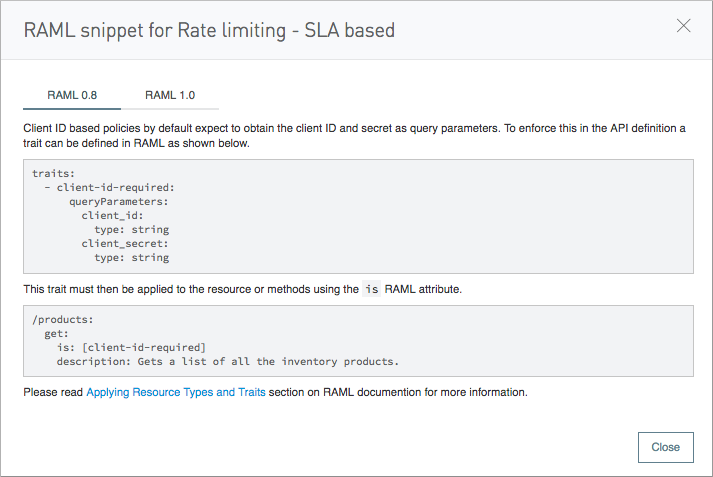 RAML snippet for Rate limiting - SLA based
RAML 0.8
RAML 1.0
Client ID based policies by default expect to obtain the client ID and secret as query parameters. To enforce this in the API definition a
trait can be defined in RAML as shown below.
traits:
  - client-id-required:
      queryParameters:
        client_id:
          type: string
        client_secret:
          type: string
This trait must then be applied to the resource or methods using the is RAML attribute.
/products:
  get:
    is: [client-id-required]
    description: Gets a list of all the inventory products.
Please read Applying Resource Types and Traits section on RAML documention for more information.
Close